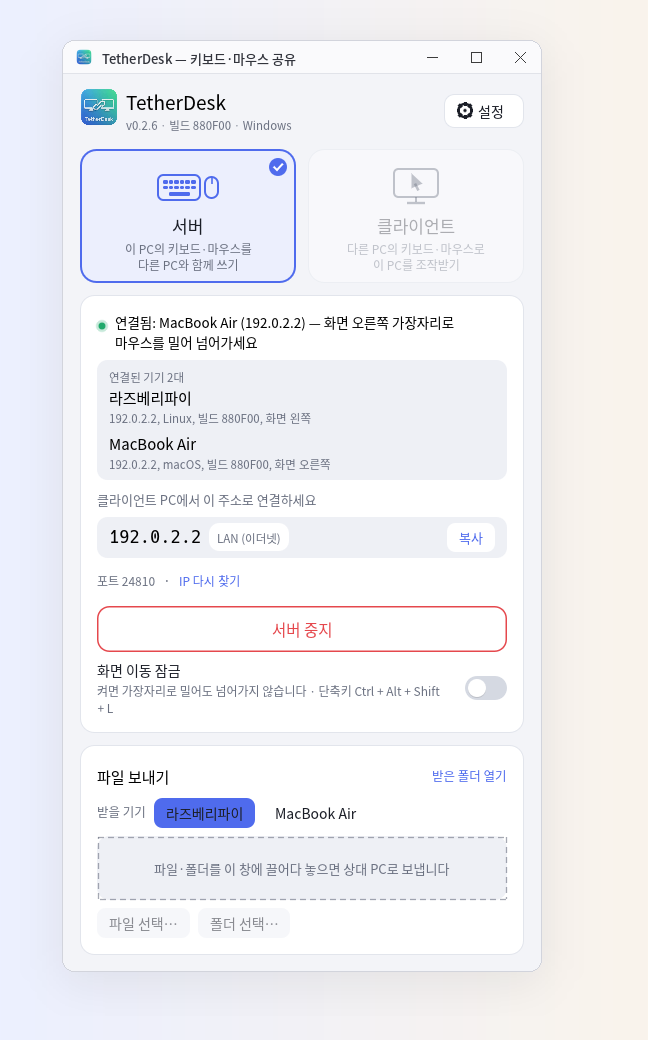 TetherDesk — 키보드·마우스 공유
TetherDesk
TetherDesk
v0.2.6 · 빌드 880F00 · Windows
설정
서버
이 PC의 키보드·마우스를
다른 PC와 함께 쓰기
클라이언트
다른 PC의 키보드·마우스로
이 PC를 조작받기
연결됨: MacBook Air (192.0.2.2) — 화면 오른쪽 가장자리로
마우스를 밀어 넘어가세요
연결된 기기 2대
라즈베리파이
192.0.2.2, Linux, 빌드 880F00, 화면 왼쪽
MacBook Air
192.0.2.2, macOS, 빌드 880F00, 화면 오른쪽
클라이언트 PC에서 이 주소로 연결하세요
192.0.2.2 LAN (이더넷) 복사
포트 24810 · IP 다시 찾기
서버 중지
화면 이동 잠금
켜면 가장자리로 밀어도 넘어가지 않습니다 · 단축키 Ctrl + Alt + Shift
+ L
파일 보내기 받은 폴더 열기
받을 기기 라즈베리파이 MacBook Air
파일·폴더를 이 창에 끌어다 놓으면 상대 PC로 보냅니다
파일 선택… 폴더 선택…